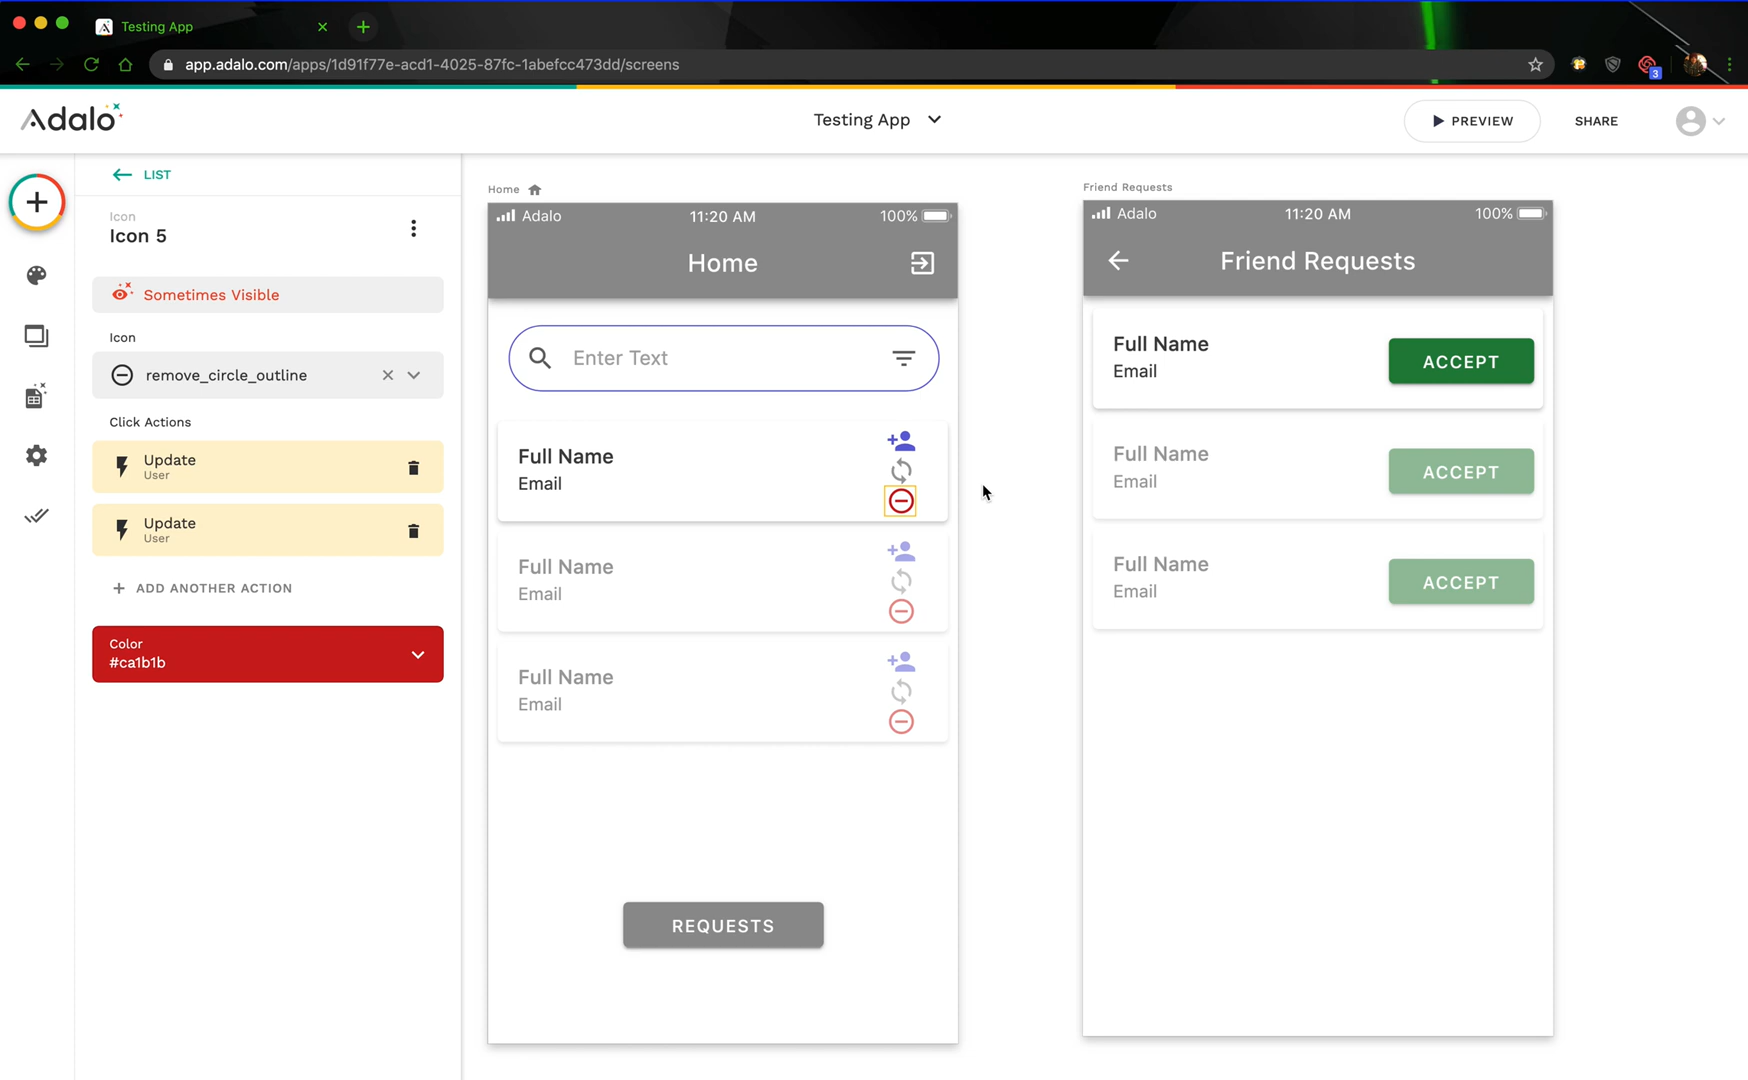 Testing App
app.adalo.com/apps/1d91f77e-acd1-4025-87fc-1abefcc473dd/screens
3
Adalo
Testing App
PREVIEW
SHARE
LIST
Icon
Icon 5
Sometimes Visible
Icon
remove_circle_outline
Click Actions
Update
User
Update
User
ADD ANOTHER ACTION
Color
#ca1b1b
Home
Adalo
11:20 AM
100%
Home
Enter Text
Full Name
Email
Full Name
Email
Full Name
Email
REQUESTS
Friend Requests
Adalo
11:20 AM
100%
Friend Requests
Full Name
Email
ACCEPT
Full Name
Email
ACCEPT
Full Name
Email
ACCEPT